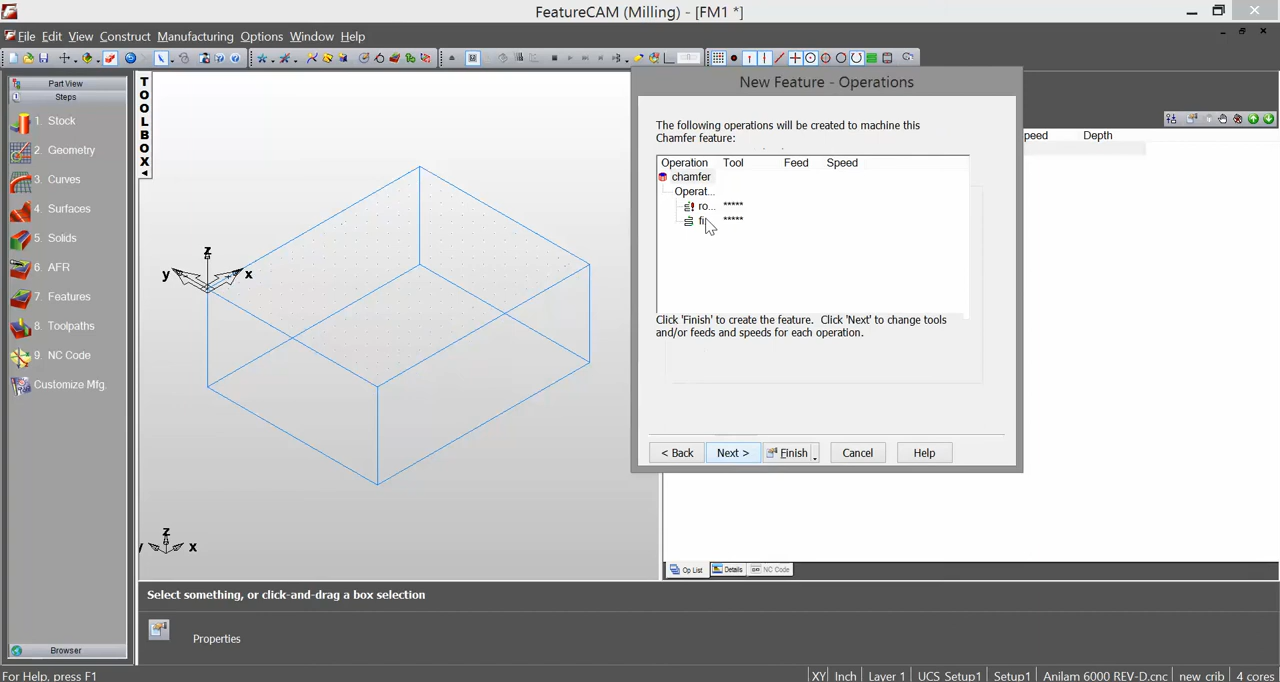 FeatureCAM (Milling) - [FM1 *]
File Edit View Construct Manufacturing Options Window Help
Part View
Steps
1. Stock
2. Geometry
3. Curves
4. Surfaces
5. Solids
6. AFR
7. Features
8. Toolpaths
9. NC Code
Customize Mfg.
Browser
TOOLBOX
z
y x
z
y x
New Feature - Operations
The following operations will be created to machine this
Chamfer feature:
Operation Tool Feed Speed
chamfer
Operat...
ro... *****
*****
Click 'Finish' to create the feature. Click 'Next' to change tools
and/or feeds and speeds for each operation.
< Back Next > Finish Cancel Help
peed Depth
Op List Details NC Code
Select something, or click-and-drag a box selection
Properties
For Help, press F1
XY Inch Layer 1 UCS_Setup1 Setup1 Anilam 6000 REV-D.cnc new crib 4 cores